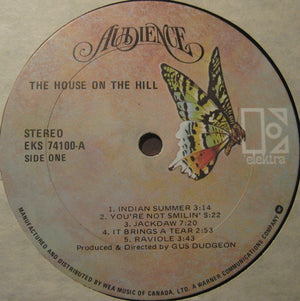 AUDIENCE
THE HOUSE ON THE HILL
STEREO
EKS 74100-A
SIDE ONE
elektra
1. INDIAN SUMMER 3:14
2. YOU'RE NOT SMILIN' 5:22
3. JACKDAW 7:20
4. IT BRINGS A TEAR 2:53
5. RAVIOLE 3:43
Produced & Directed by GUS DUDGEON
MANUFACTURED AND DISTRIBUTED BY WEA MUSIC OF CANADA, LTD. A WARNER COMMUNICATIONS COMPANY